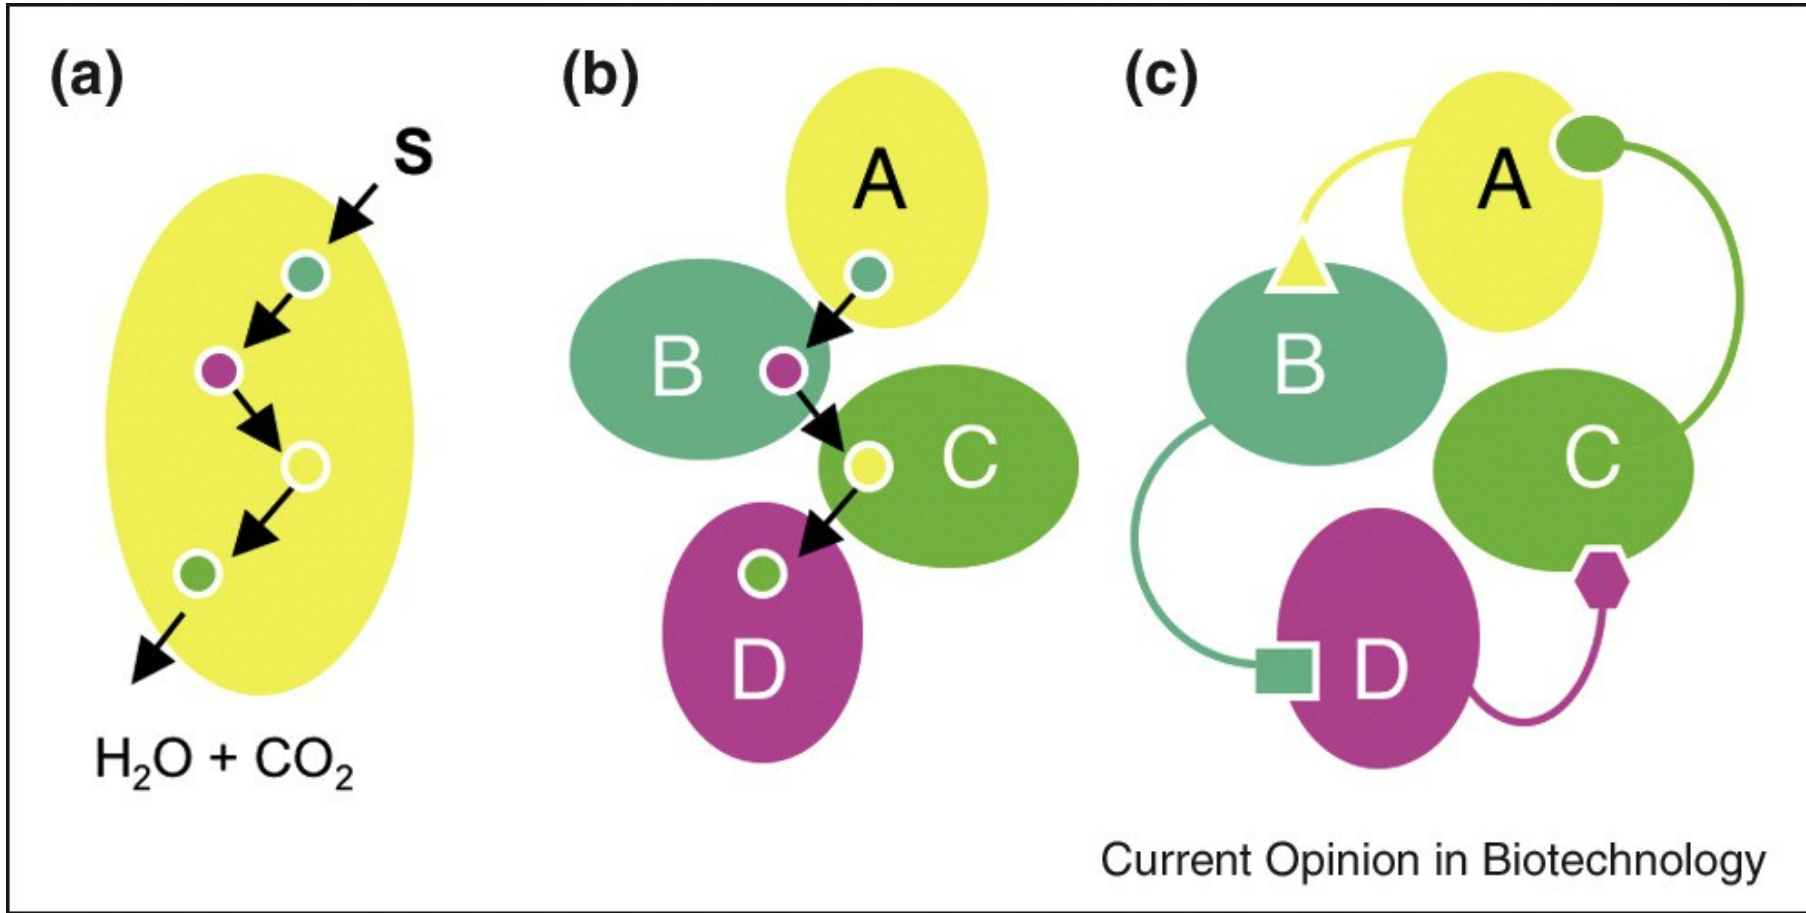 (a)
S
H₂O + CO₂
(b)
A
B
C
D
(c)
A
B
C
D
Current Opinion in Biotechnology